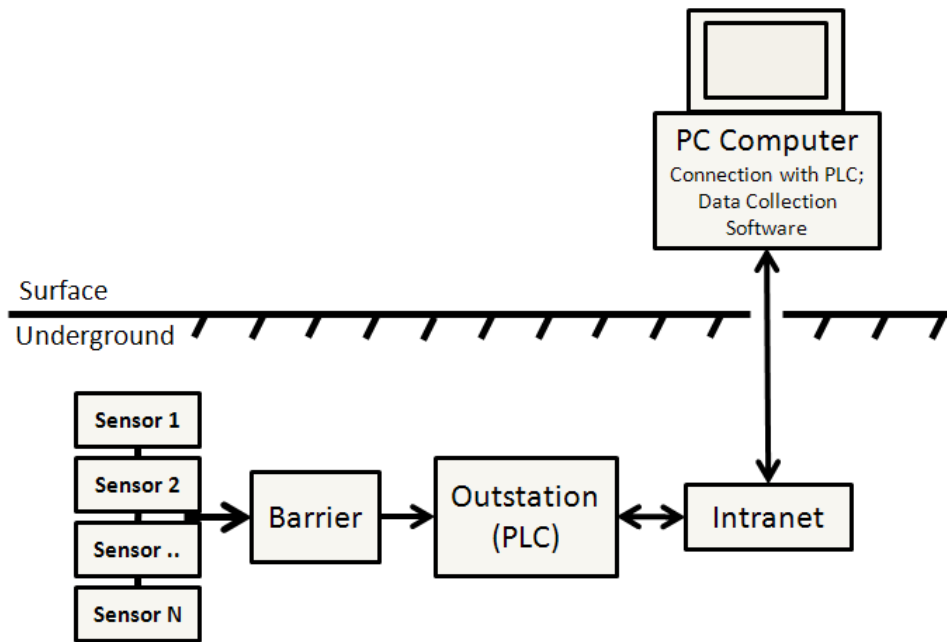 PC Computer
Connection with PLC;
Data Collection
Software
Surface
Underground
Sensor 1
Sensor 2
Sensor ..
Sensor N
Barrier
Outstation
(PLC)
Intranet